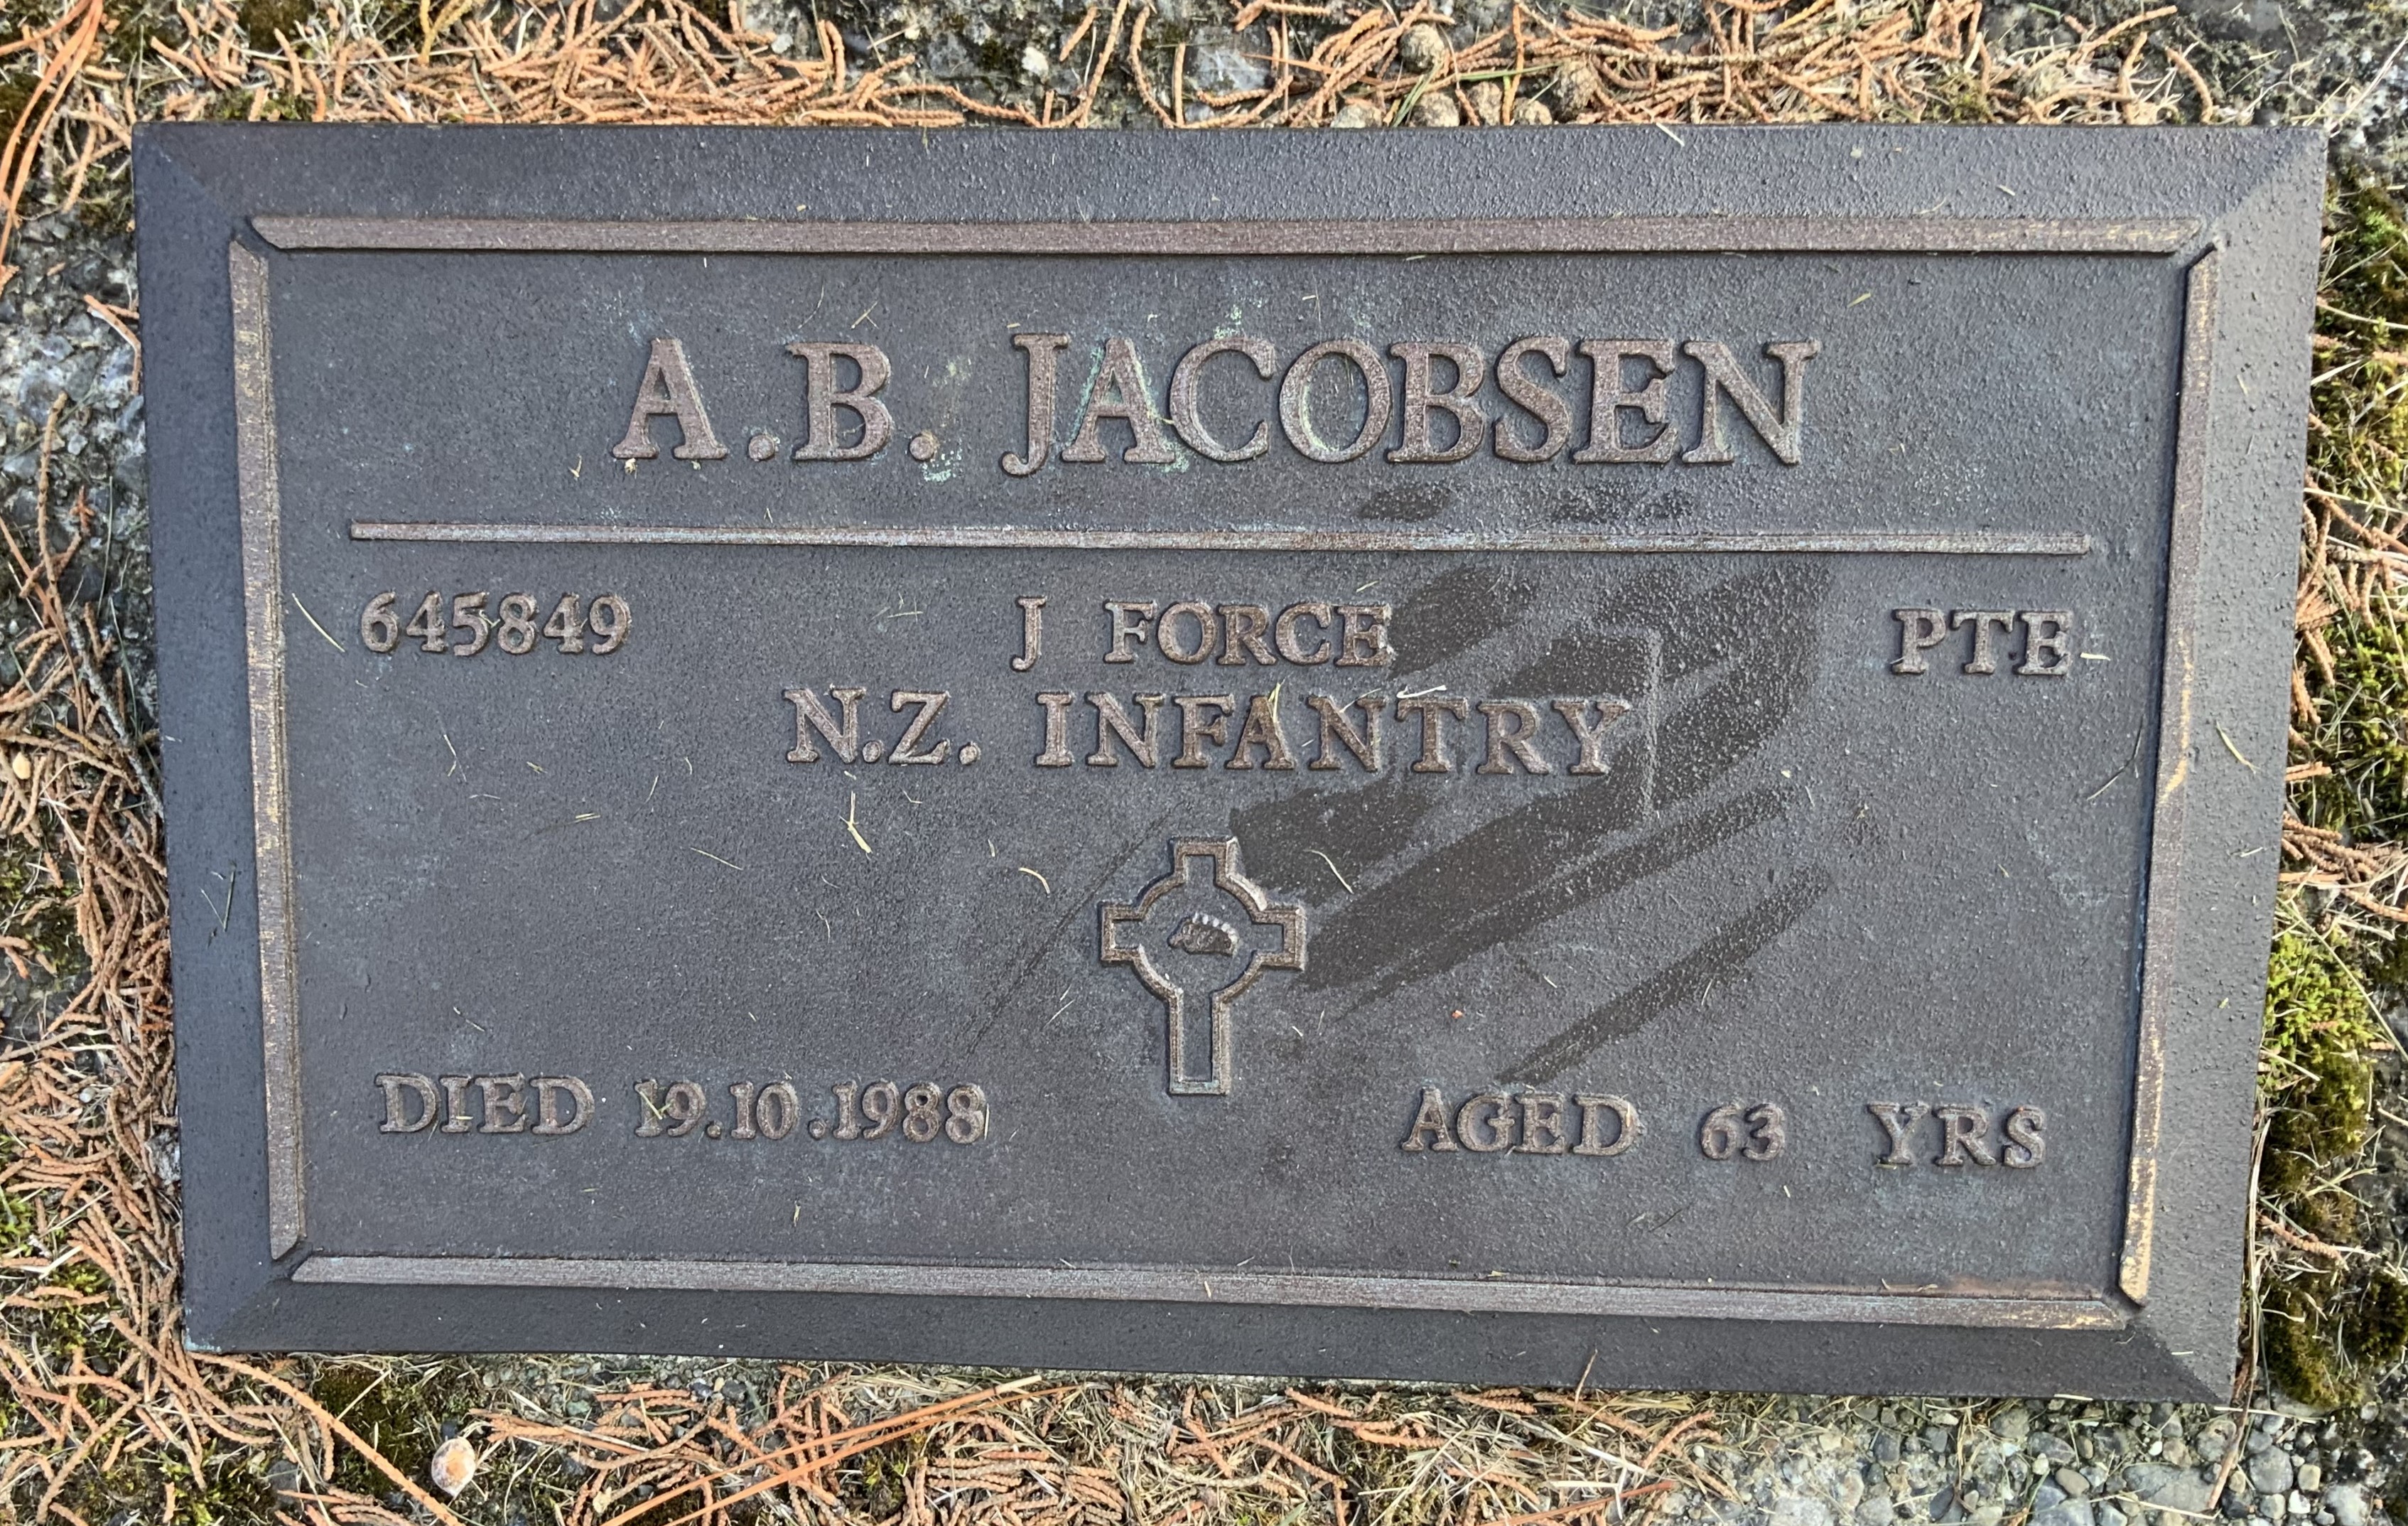 A.B. JACOBSEN
645849 J FORCE PTE
N.Z. INFANTRY
DIED 19.10.1988 AGED 63 YRS